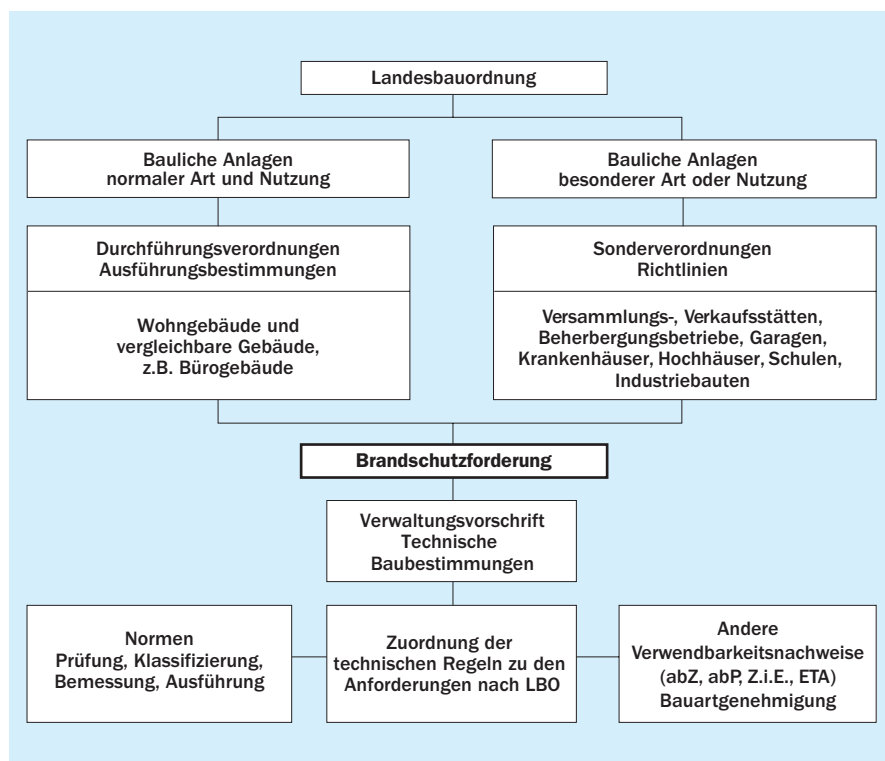 Landesbauordnung
Bauliche Anlagen
normaler Art und Nutzung
Bauliche Anlagen
besonderer Art oder Nutzung
Durchführungsverordnungen
Ausführungsbestimmungen
Wohngebäude und
vergleichbare Gebäude,
z.B. Bürogebäude
Sonderverordnungen
Richtlinien
Versammlungs-, Verkaufsstätten,
Beherbergungsbetriebe, Garagen,
Krankenhäuser, Hochhäuser, Schulen,
Industriebauten
Brandschutzforderung
Verwaltungsvorschrift
Technische
Baubestimmungen
Normen
Prüfung, Klassifizierung,
Bemessung, Ausführung
Zuordnung der
technischen Regeln zu den
Anforderungen nach LBO
Andere
Verwendbarkeitsnachweise
(abZ, abP, Z.i.E., ETA)
Bauartgenehmigung